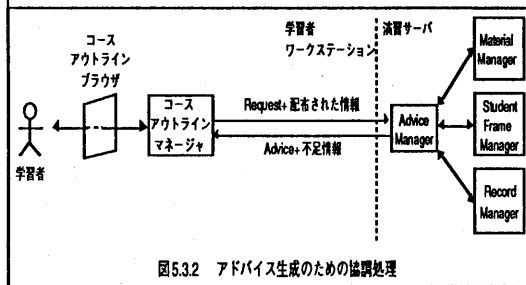 コース
アウトライン
ブラウザ
学習者
ワークステーション
演習サーバ
Material
Manager
コース
アウトライン
マネージャ
Request+ 配布された情報
Advice+ 不足情報
Advice
Manager
Student
Frame
Manager
学習者
Record
Manager
図5.3.2 アドバイス生成のための協調処理